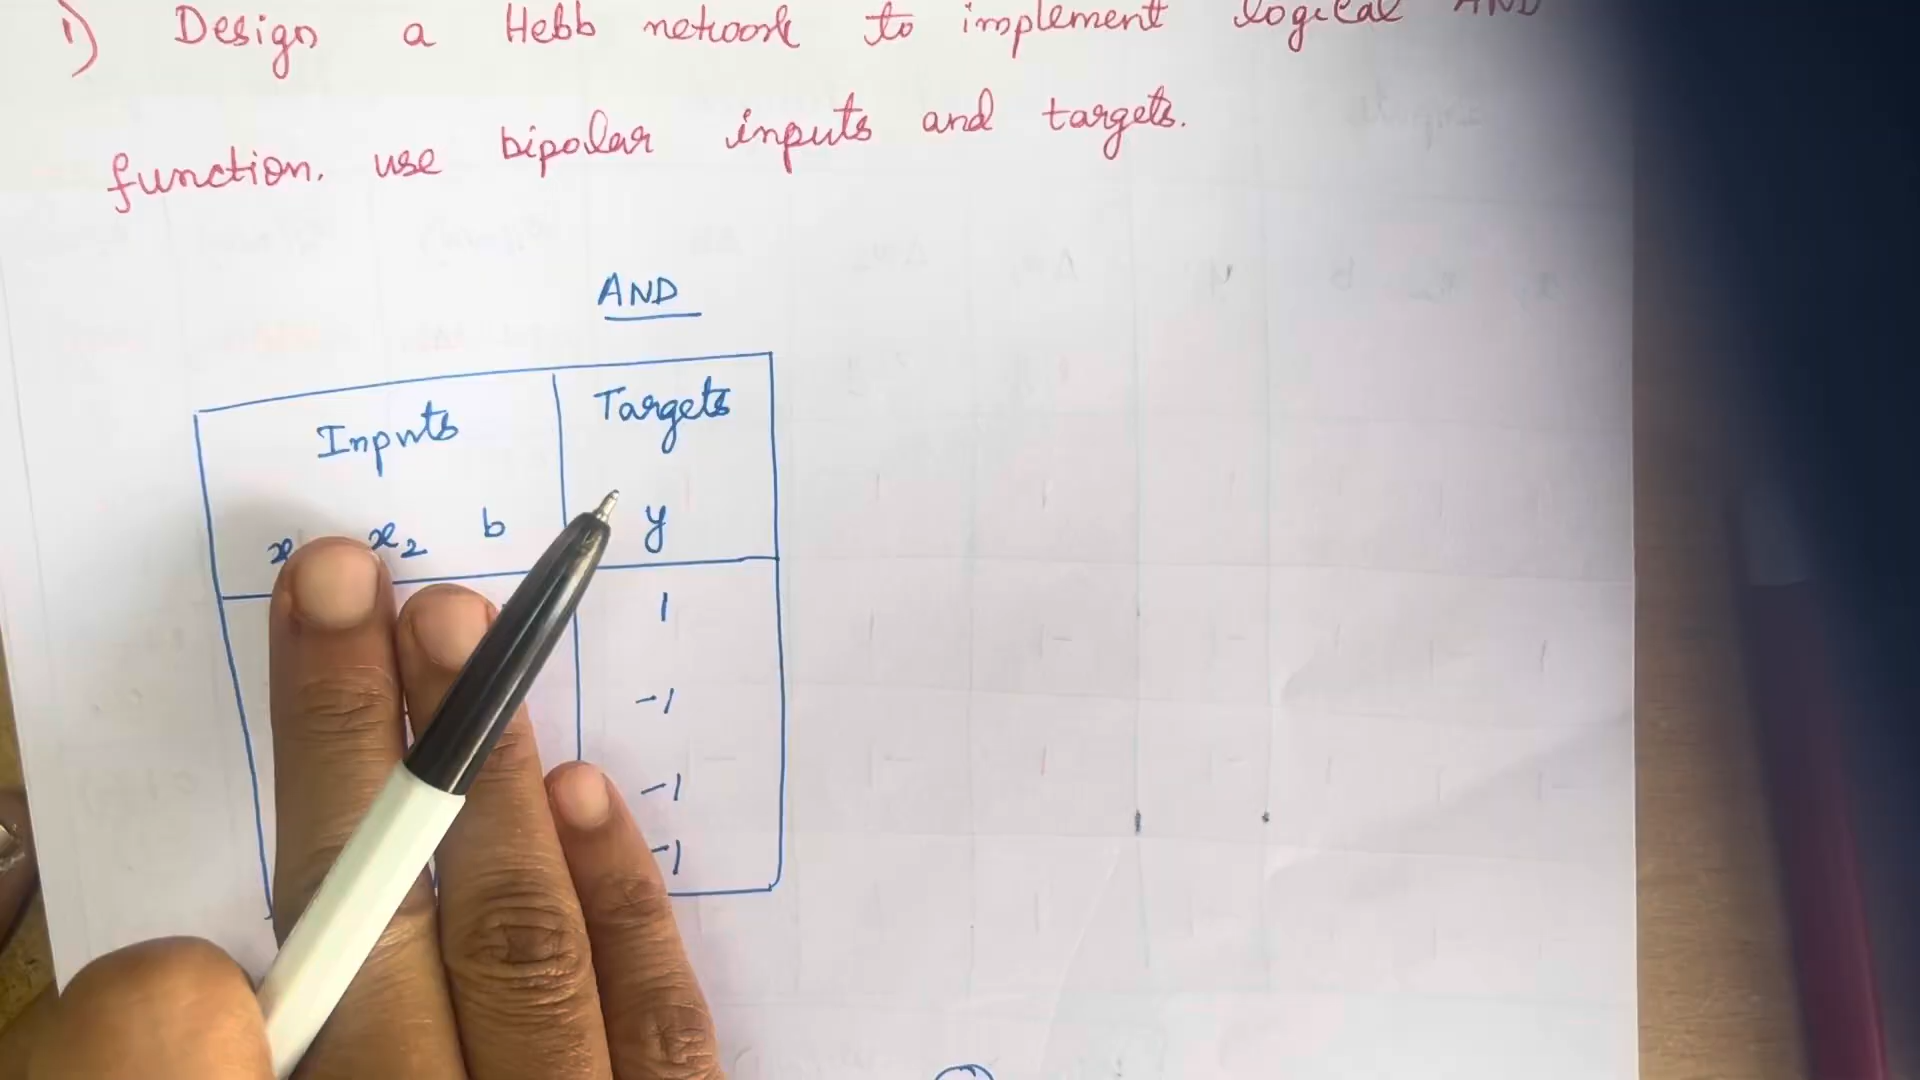 1) Design a Hebb network to implement logical AND
function. use bipolar inputs and targets.
AND
Inputs Targets
x x2 b y
1
-1
-1
-1